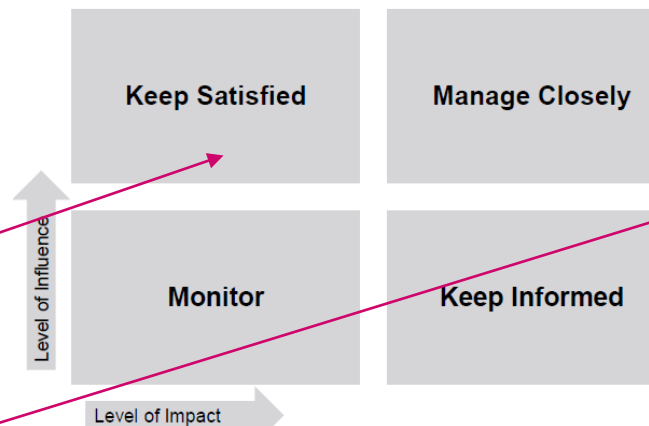 Keep Satisfied
Manage Closely
Level of Influence
Monitor
Keep Informed
Level of Impact